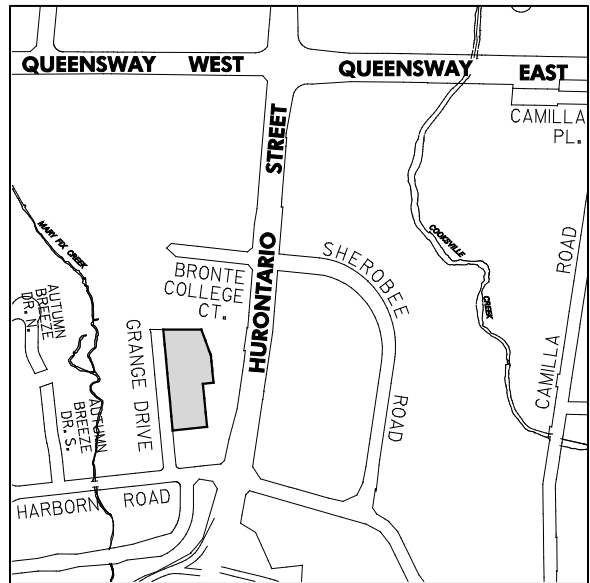 QUEENSWAY WEST
QUEENSWAY EAST
CAMILLA
PL.
HURONTARIO STREET
MARY FIX CREEK
COOKSVILLE CREEK
SHEROBEE ROAD
CAMILLA ROAD
BRONTE
COLLEGE
CT.
AUTUMN
BREEZE
DR. N.
GRANGE DRIVE
AUTUMN
BREEZE
DR. S.
HARBORN ROAD